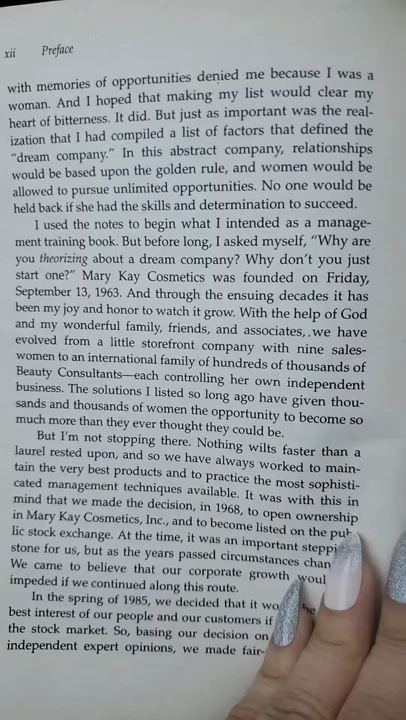 xii Preface
with memories of opportunities denied me because I was a
woman. And I hoped that making my list would clear my
heart of bitterness. It did. But just as important was the real-
ization that I had compiled a list of factors that defined the
“dream company.” In this abstract company, relationships
would be based upon the golden rule, and women would be
allowed to pursue unlimited opportunities. No one would be
held back if she had the skills and determination to succeed.
I used the notes to begin what I intended as a manage-
ment training book. But before long, I asked myself, “Why are
you theorizing about a dream company? Why don’t you just
start one?” Mary Kay Cosmetics was founded on Friday,
September 13, 1963. And through the ensuing decades it has
been my joy and honor to watch it grow. With the help of God
and my wonderful family, friends, and associates, we have
evolved from a little storefront company with nine sales-
women to an international family of hundreds of thousands of
Beauty Consultants—each controlling her own independent
business. The solutions I listed so long ago have given thou-
sands and thousands of women the opportunity to become so
much more than they ever thought they could be.
But I’m not stopping there. Nothing wilts faster than a
laurel rested upon, and so we have always worked to main-
tain the very best products and to practice the most sophisti-
cated management techniques available. It was with this in
mind that we made the decision, in 1968, to open ownership
in Mary Kay Cosmetics, Inc., and to become listed on the pub-
lic stock exchange. At the time, it was an important steppi
stone for us, but as the years passed circumstances chan
We came to believe that our corporate growth woul
impeded if we continued along this route.
In the spring of 1985, we decided that it wo he
best interest of our people and our customers if
the stock market. So, basing our decision on
independent expert opinions, we made fair-